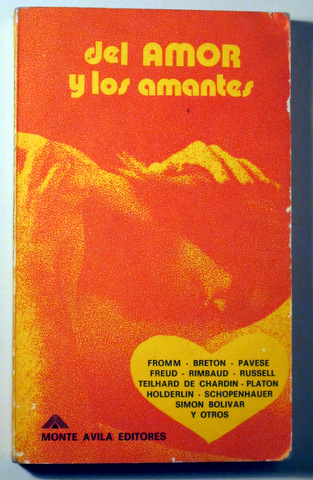 del AMOR
y los amantes
FROMM - BRETON - PAVESE
FREUD - RIMBAUD - RUSSELL
TEILHARD DE CHARDIN - PLATON
HOLDERLIN - SCHOPENHAUER
SIMON BOLIVAR
Y OTROS
MONTE AVILA EDITORES